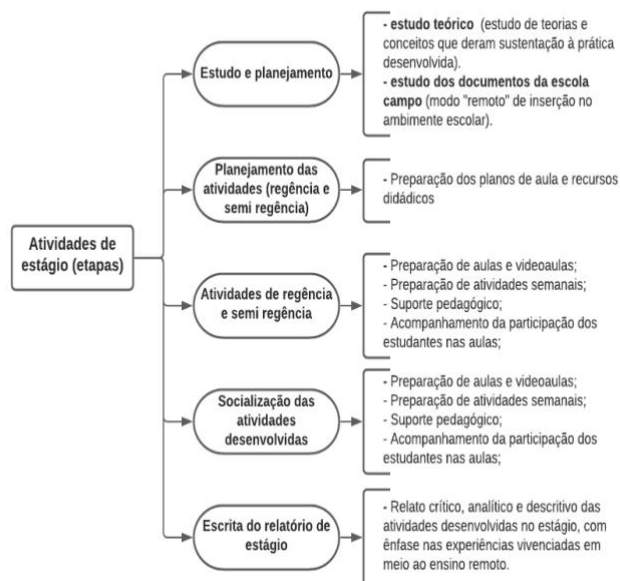 Atividades de
estágio (etapas)
Estudo e planejamento
- estudo teórico (estudo de teorias e
conceitos que deram sustentação à prática
desenvolvida).
- estudo dos documentos da escola
campo (modo "remoto" de inserção no
ambimente escolar).
Planejamento das
atividades (regência e
semi regência)
- Preparação dos planos de aula e recursos
didádicos
Atividades de regência
e semi regência
- Preparação de aulas e videoaulas;
- Preparação de atividades semanais;
- Suporte pedagógico;
- Acompanhamento da participação dos
estudantes nas aulas;
Socialização das
atividades
desenvolvidas
- Preparação de aulas e videoaulas;
- Preparação de atividades semanais;
- Suporte pedagógico;
- Acompanhamento da participação dos
estudantes nas aulas;
Escrita do relatório de
estágio
- Relato crítico, analítico e descritivo das
atividades desenvolvidas no estágio, com
ênfase nas experiências vivenciadas em
meio ao ensino remoto.